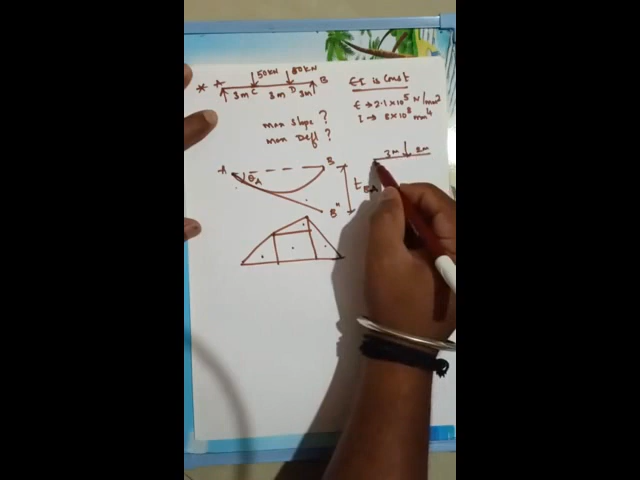 * A 50KN 80KN B
3m C 3m D 3m
EI is Const
E → 2.1 x 10⁵ N/mm²
I → 8 x 10⁸ mm⁴
max slope ?
max Defl ?
3m
A θA B
tBA
B"